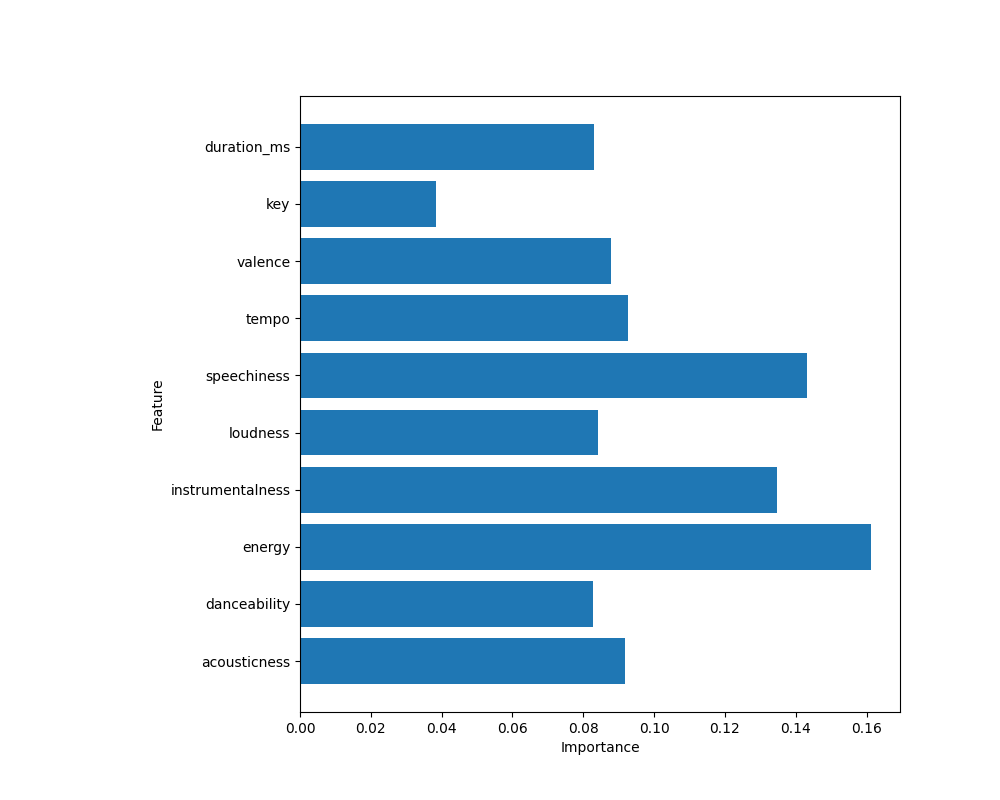 duration_ms
key
valence
tempo
speechiness
loudness
instrumentalness
energy
danceability
acousticness
Feature
0.00 0.02 0.04 0.06 0.08 0.10 0.12 0.14 0.16
Importance